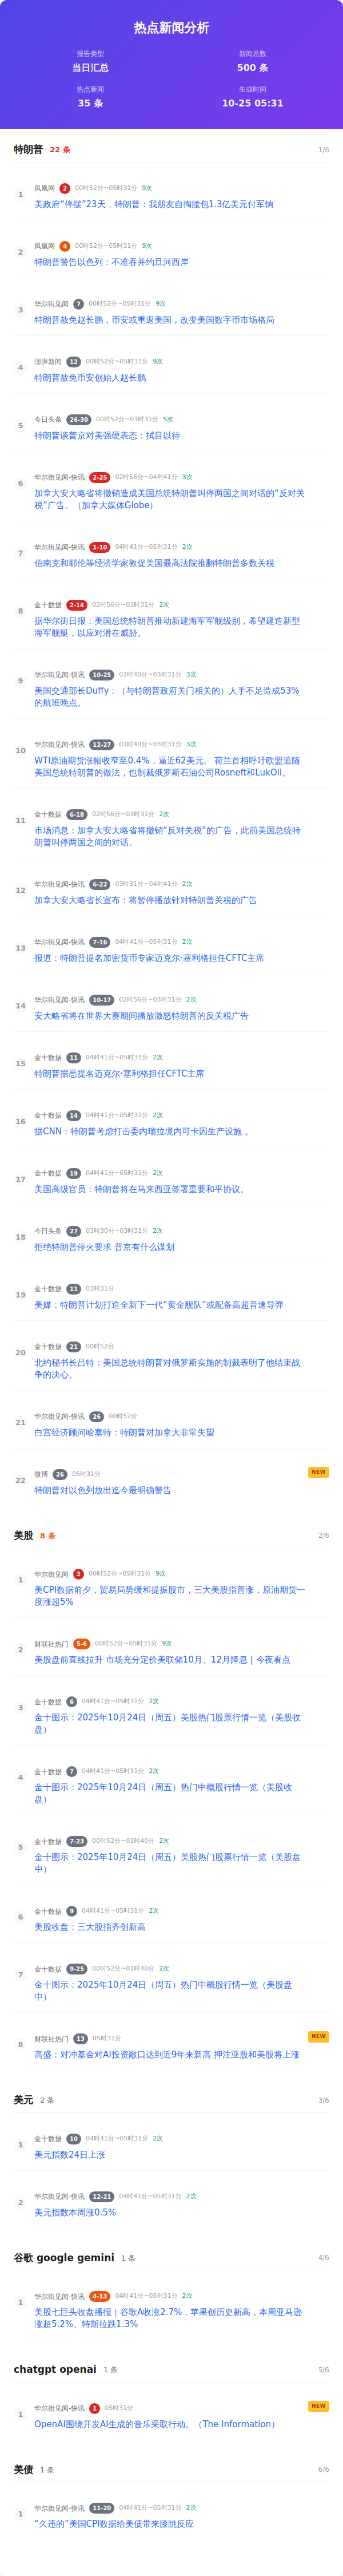 热点新闻分析
报告类型
当日汇总
新闻总数
500 条
热点新闻
35 条
生成时间
10-25 05:31
特朗普 22 条 1/6
1
凤凰网 2 00时52分~05时31分 9次
美政府“停摆”23天，特朗普：我朋友自掏腰包1.3亿美元付军饷
2
凤凰网 4 00时52分~05时31分 9次
特朗普警告以色列：不准吞并约旦河西岸
3
华尔街见闻 7 00时52分~05时31分 9次
特朗普赦免赵长鹏，币安或重返美国，改变美国数字币市场格局
4
澎湃新闻 12 00时52分~05时31分 9次
特朗普赦免币安创始人赵长鹏
5
今日头条 26-30 00时52分~03时31分 5次
特朗普谈普京对美强硬表态：拭目以待
6
华尔街见闻-快讯 2-25 02时56分~04时41分 3次
加拿大安大略省将撤销造成美国总统特朗普叫停两国之间对话的“反对关
税”广告。（加拿大媒体Globe）
7
华尔街见闻-快讯 1-10 04时41分~05时31分 2次
伯南克和耶伦等经济学家敦促美国最高法院推翻特朗普多数关税
8
金十数据 2-14 02时56分~03时31分 2次
据华尔街日报：美国总统特朗普推动新建海军军舰级别，希望建造新型
海军舰艇，以应对潜在威胁。
9
华尔街见闻-快讯 10-25 01时40分~03时31分 3次
美国交通部长Duffy：（与特朗普政府关门相关的）人手不足造成53%
的航班晚点。
10
华尔街见闻-快讯 12-27 01时40分~03时31分 3次
WTI原油期货涨幅收窄至0.4%，逼近62美元。 荷兰首相呼吁欧盟追随
美国总统特朗普的做法，也制裁俄罗斯石油公司Rosneft和LukOil。
11
金十数据 6-18 02时56分~03时31分 2次
市场消息：加拿大安大略省将撤销“反对关税”的广告，此前美国总统特
朗普叫停两国之间的对话。
12
华尔街见闻-快讯 6-22 03时31分~04时41分 2次
加拿大安大略省长宣布：将暂停播放针对特朗普关税的广告
13
华尔街见闻-快讯 7-16 04时41分~05时31分 2次
报道：特朗普提名加密货币专家迈克尔·塞利格担任CFTC主席
14
华尔街见闻-快讯 10-17 02时56分~03时31分 2次
安大略省将在世界大赛期间播放激怒特朗普的反关税广告
15
金十数据 11 04时41分~05时31分 2次
特朗普据悉提名迈克尔·塞利格担任CFTC主席
16
金十数据 14 04时41分~05时31分 2次
据CNN：特朗普考虑打击委内瑞拉境内可卡因生产设施 。
17
金十数据 19 04时41分~05时31分 2次
美国高级官员：特朗普将在马来西亚签署重要和平协议。
18
今日头条 27 03时30分~03时31分 2次
拒绝特朗普停火要求 普京有什么谋划
19
金十数据 11 03时31分
美媒：特朗普计划打造全新下一代“黄金舰队”或配备高超音速导弹
20
金十数据 21 00时52分
北约秘书长吕特：美国总统特朗普对俄罗斯实施的制裁表明了他结束战
争的决心。
21
华尔街见闻-快讯 26 00时52分
白宫经济顾问哈塞特：特朗普对加拿大非常失望
22
微博 26 05时31分 NEW
特朗普对以色列放出迄今最明确警告
美股 8 条 2/6
1
华尔街见闻 3 00时52分~05时31分 9次
美CPI数据前夕，贸易局势缓和提振股市，三大美股指普涨，原油期货一
度涨超5%
2
财联社热门 5-6 00时52分~05时31分 9次
美股盘前直线拉升 市场充分定价美联储10月、12月降息 | 今夜看点
3
金十数据 6 04时41分~05时31分 2次
金十图示：2025年10月24日（周五）美股热门股票行情一览（美股收
盘）
4
金十数据 7 04时41分~05时31分 2次
金十图示：2025年10月24日（周五）热门中概股行情一览（美股收
盘）
5
金十数据 7-23 00时52分~01时40分 2次
金十图示：2025年10月24日（周五）美股热门股票行情一览（美股盘
中）
6
金十数据 9 04时41分~05时31分 2次
美股收盘：三大股指齐创新高
7
金十数据 9-25 00时52分~01时40分 2次
金十图示：2025年10月24日（周五）热门中概股行情一览（美股盘
中）
8
财联社热门 13 05时31分 NEW
高盛：对冲基金对AI投资敞口达到近9年来新高 押注亚股和美股将上涨
美元 2 条 3/6
1
金十数据 10 04时41分~05时31分 2次
美元指数24日上涨
2
华尔街见闻-快讯 12-21 04时41分~05时31分 2次
美元指数本周涨0.5%
谷歌 google gemini 1 条 4/6
1
华尔街见闻-快讯 4-13 04时41分~05时31分 2次
美股七巨头收盘播报｜谷歌A收涨2.7%，苹果创历史新高，本周亚马逊
涨超5.2%、特斯拉跌1.3%
chatgpt openai 1 条 5/6
1
华尔街见闻-快讯 1 05时31分 NEW
OpenAI围绕开发AI生成的音乐采取行动。（The Information）
美债 1 条 6/6
1
华尔街见闻-快讯 11-20 04时41分~05时31分 2次
“久违的”美国CPI数据给美债带来膝跳反应